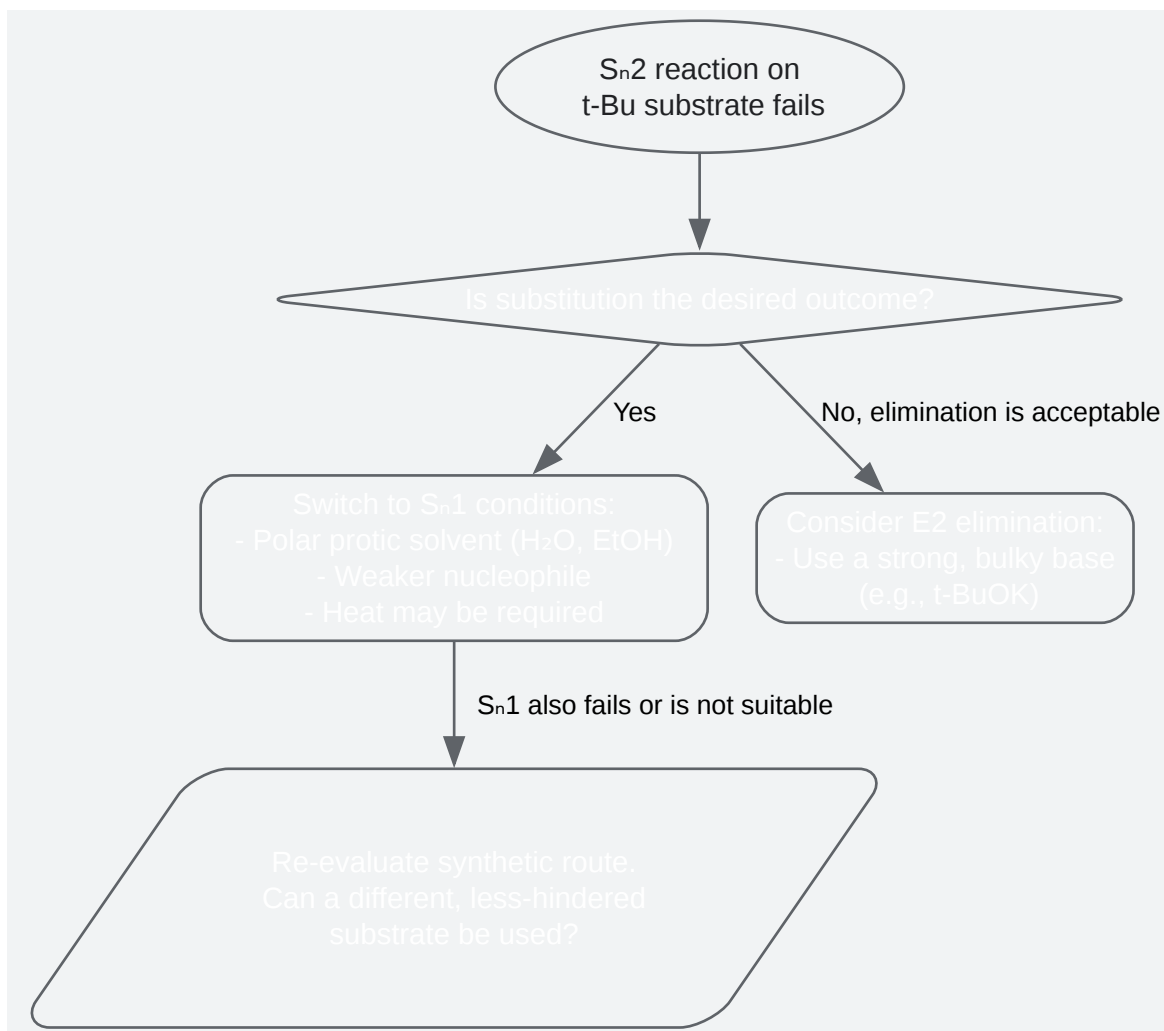 Sₙ2 reaction on
t-Bu substrate fails
Is substitution the desired outcome?
Yes
No, elimination is acceptable
Switch to Sₙ1 conditions:
- Polar protic solvent (H₂O, EtOH)
- Weaker nucleophile
- Heat may be required
Consider E2 elimination:
- Use a strong, bulky base
(e.g., t-BuOK)
Sₙ1 also fails or is not suitable
Re-evaluate synthetic route.
Can a different, less-hindered
substrate be used?